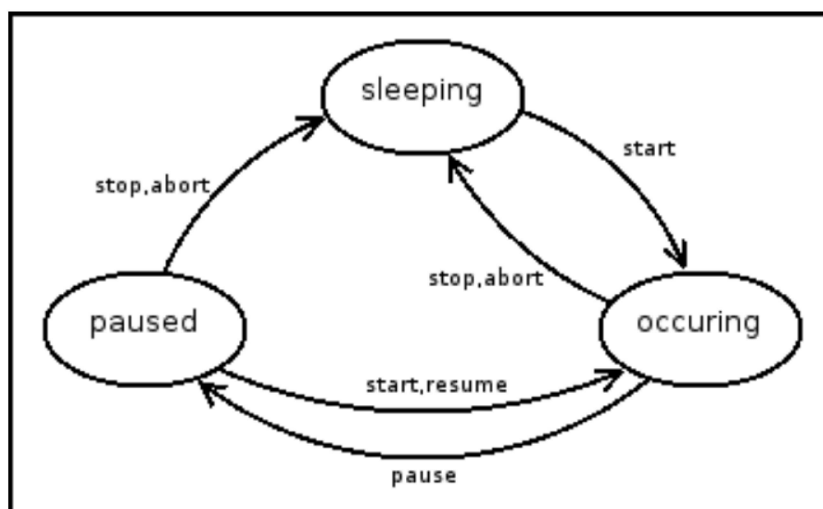 sleeping
start
stop,abort
stop,abort
paused
occuring
start,resume
pause